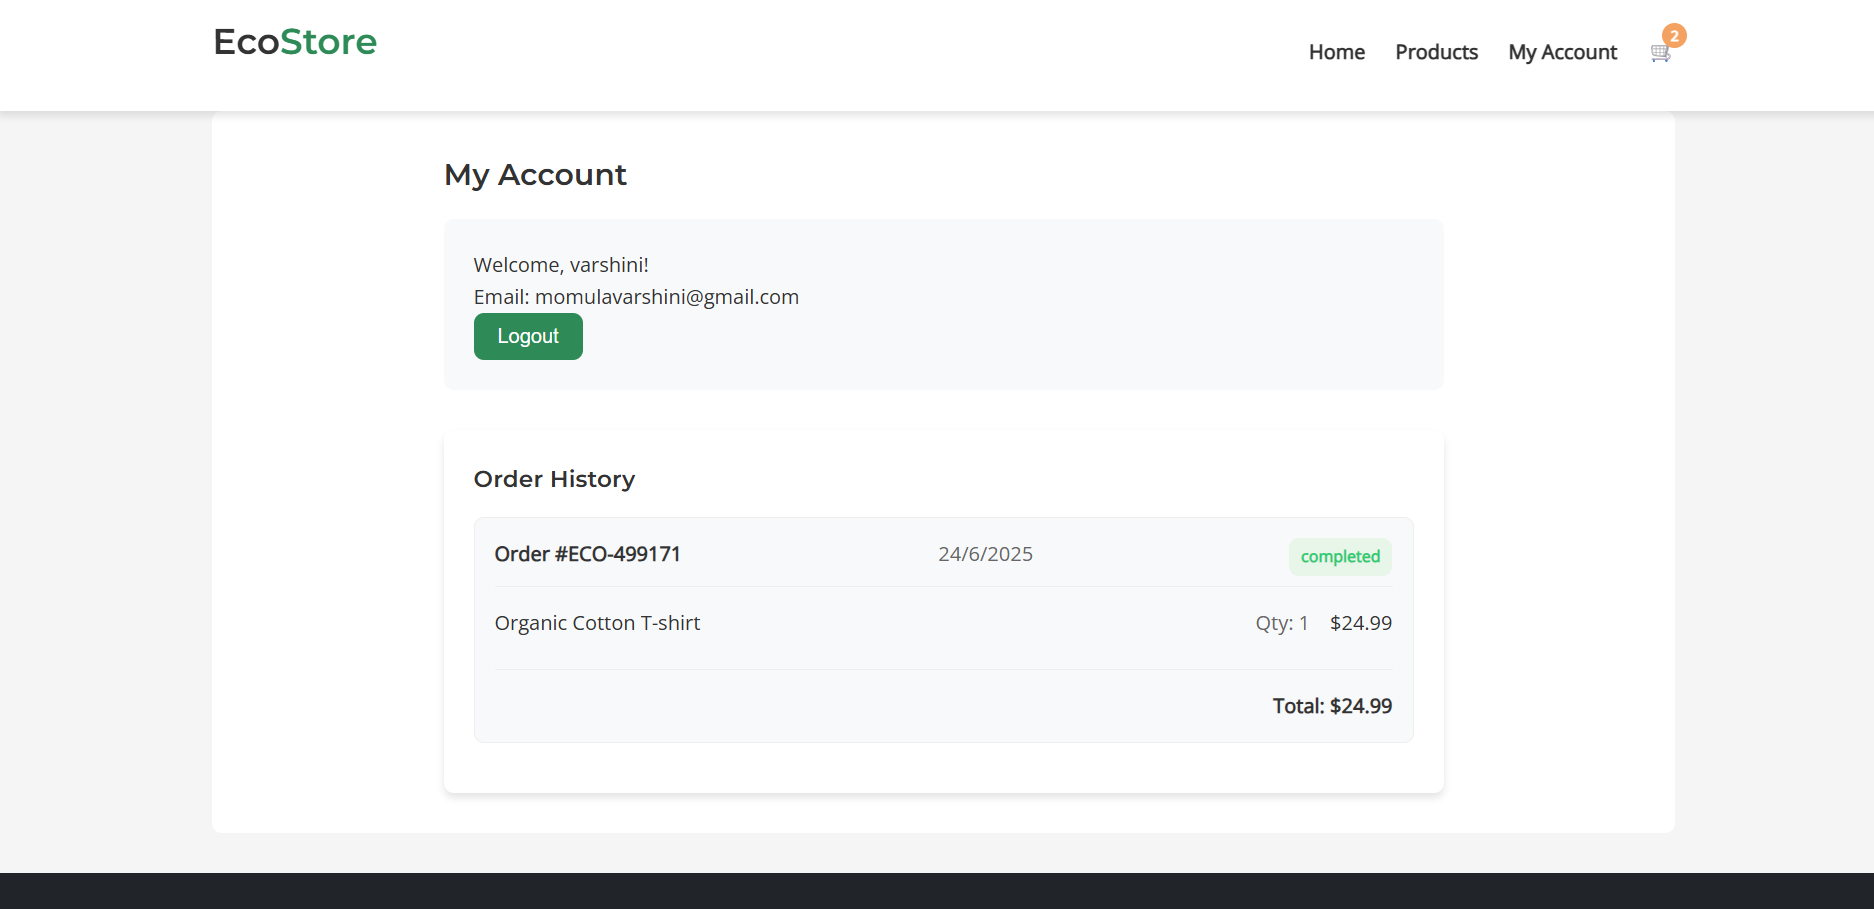 EcoStore
Home Products My Account 2
My Account
Welcome, varshini!
Email: momulavarshini@gmail.com
Logout
Order History
Order #ECO-499171 24/6/2025 completed
Organic Cotton T-shirt Qty: 1 $24.99
Total: $24.99